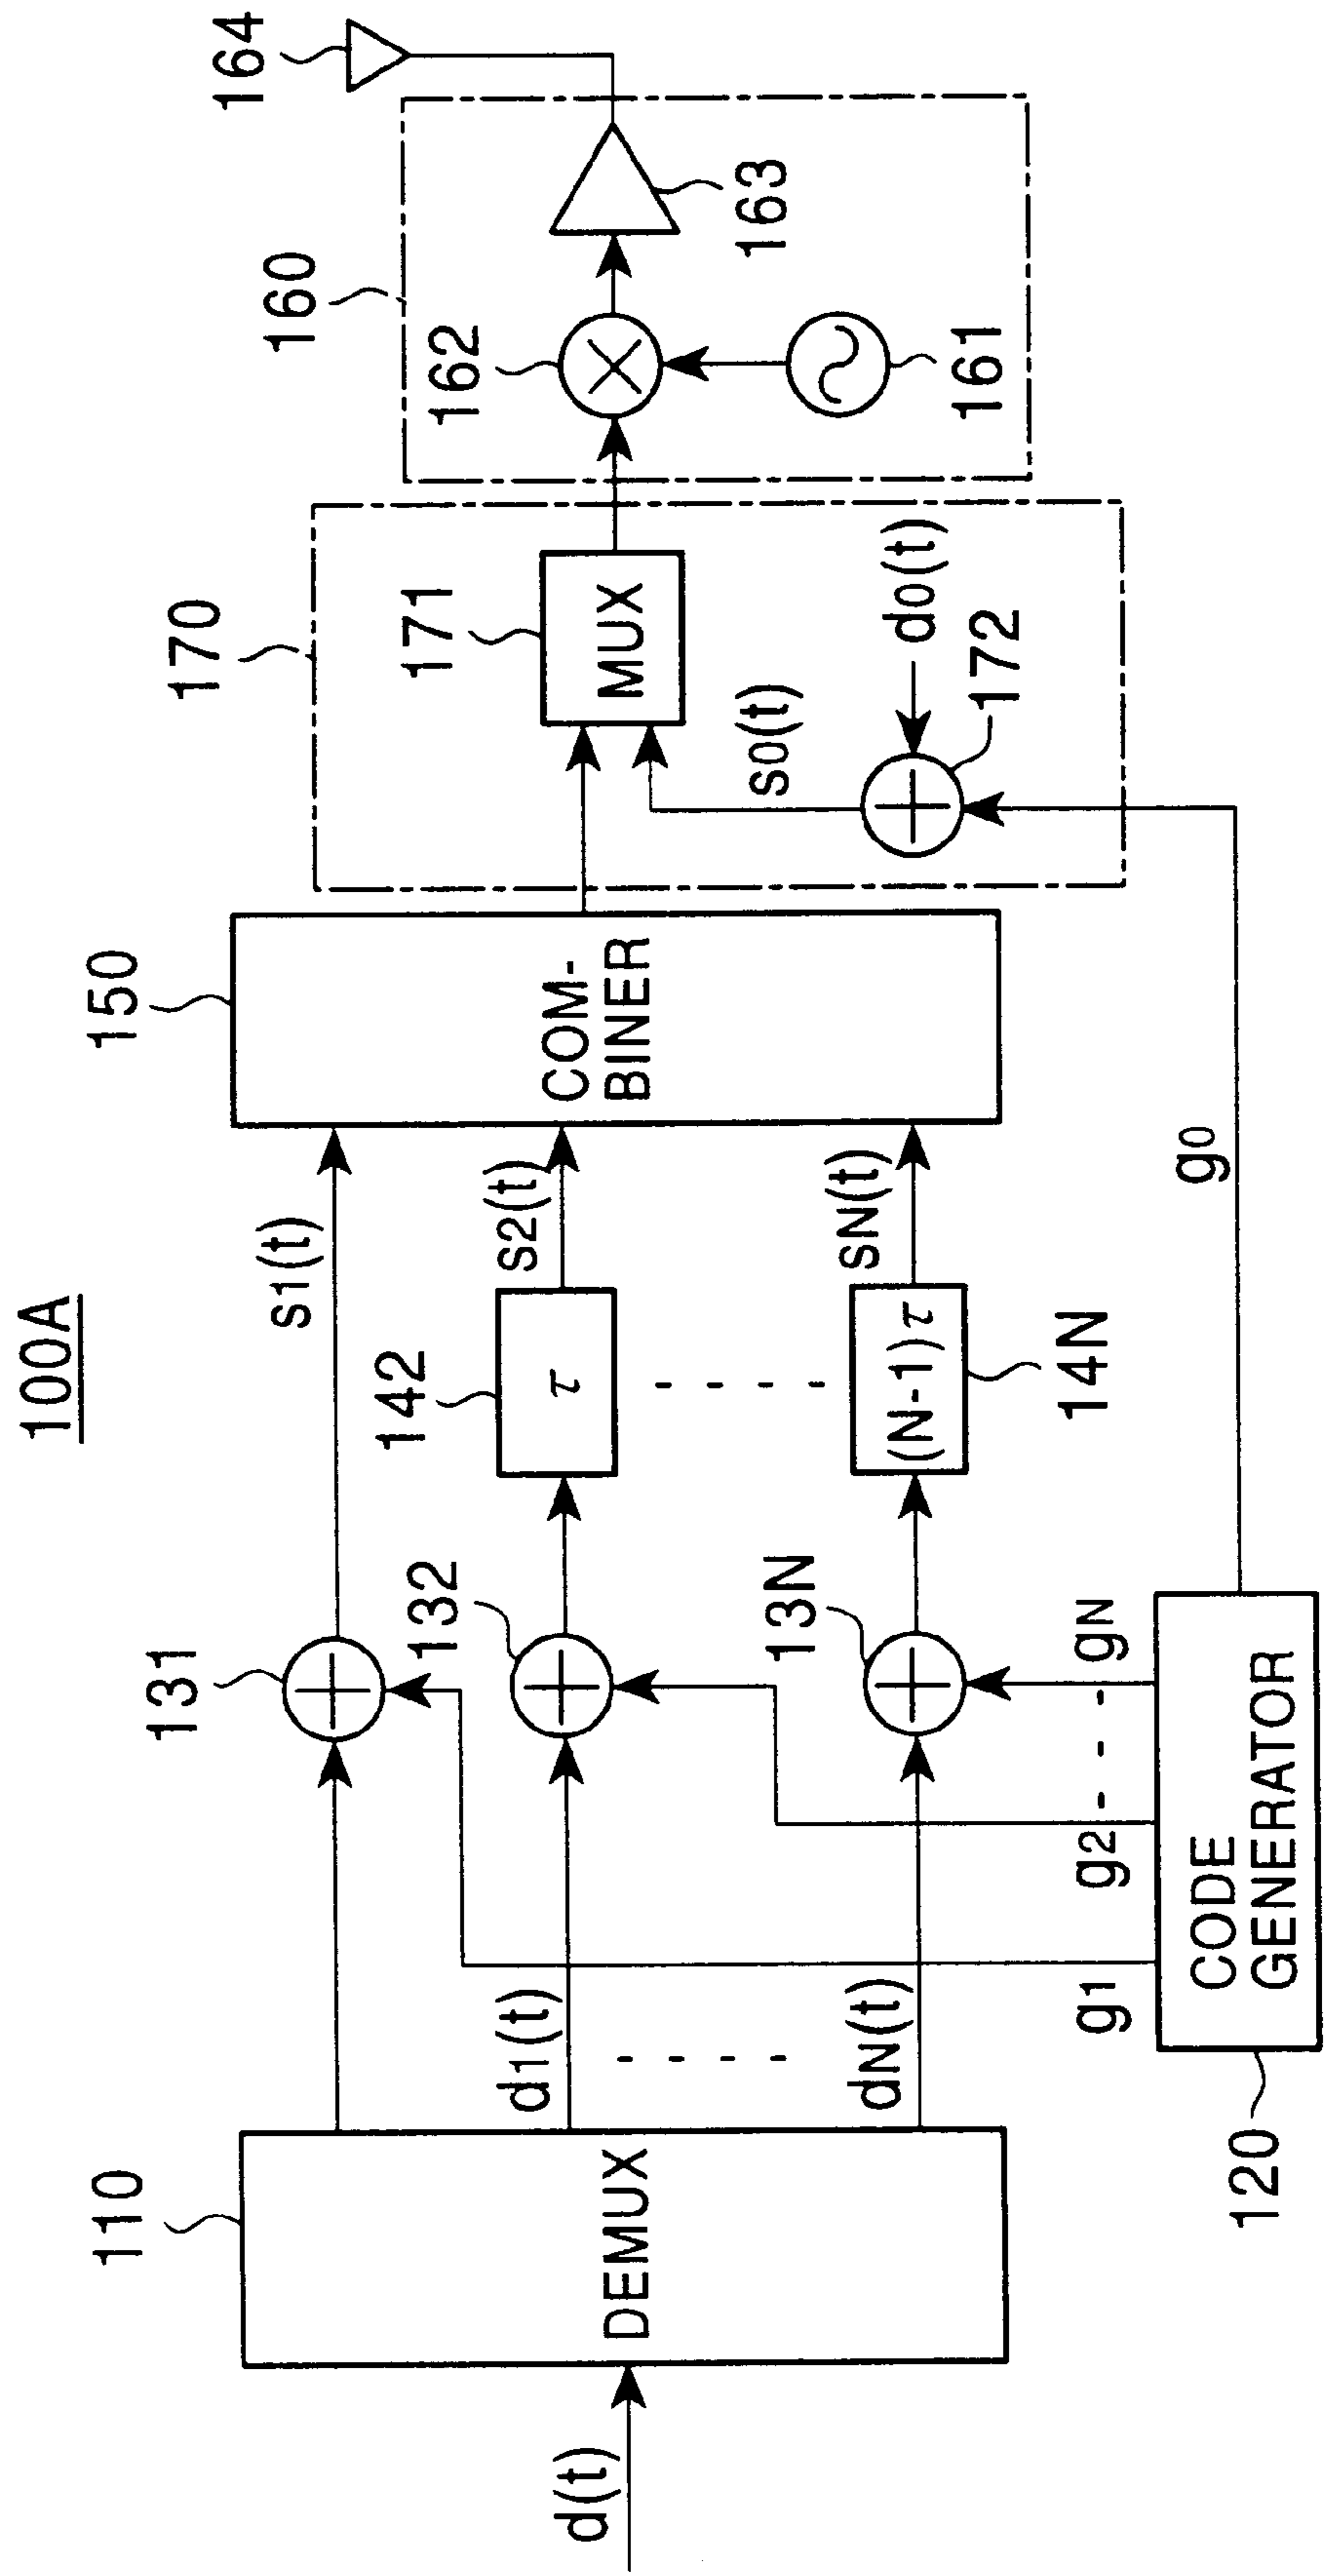 100A
d(t)
110
DEMUX
d1(t)
dN(t)
131
132
13N
g1
g2
gN
CODE
GENERATOR
120
142
τ
(N-1)τ
14N
s1(t)
s2(t)
sN(t)
g0
150
COM-
BINER
170
171
MUX
s0(t)
d0(t)
172
160
162
161
163
164